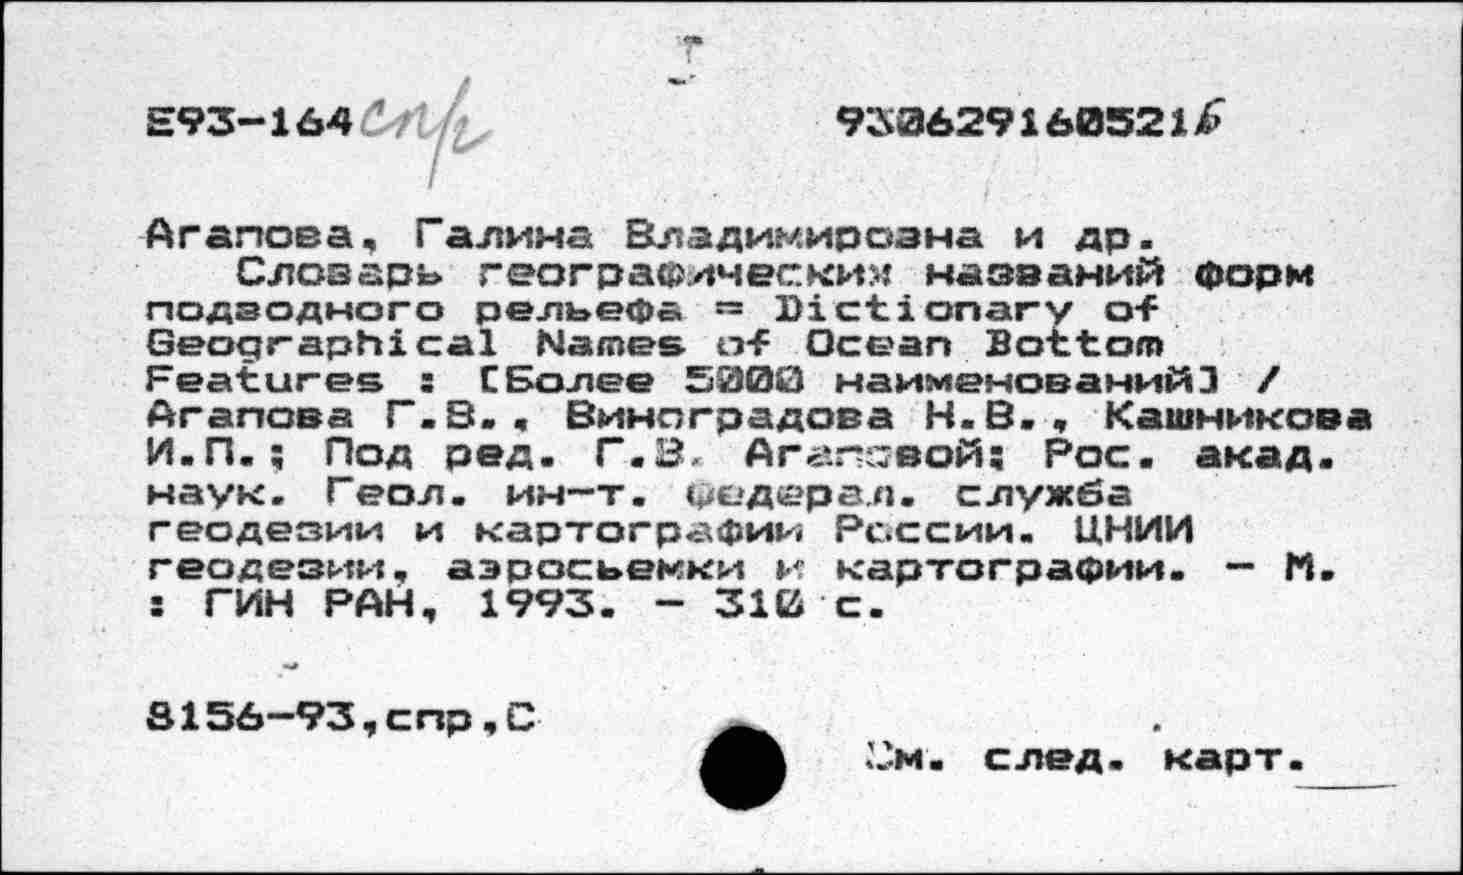 Е93-164 спр 9306291605216
Агапова, Галина Владимировна и др.
Словарь географических названий форм
подводного рельефа = Dictionary of
Geographical Names of Ocean Bottom
Features : [Более 5000 наименований] /
Агапова Г.В., Виноградова Н.В., Кашникова
И.П.; Под ред. Г.В. Агаповой; Рос. акад.
наук. Геол. ин-т. Федерал. служба
геодезии и картографии России. ЦНИИ
геодезии, аэросьемки и картографии. - М.
: ГИН РАН, 1993. - 310 с.
8156-93,спр,С
См. след. карт.